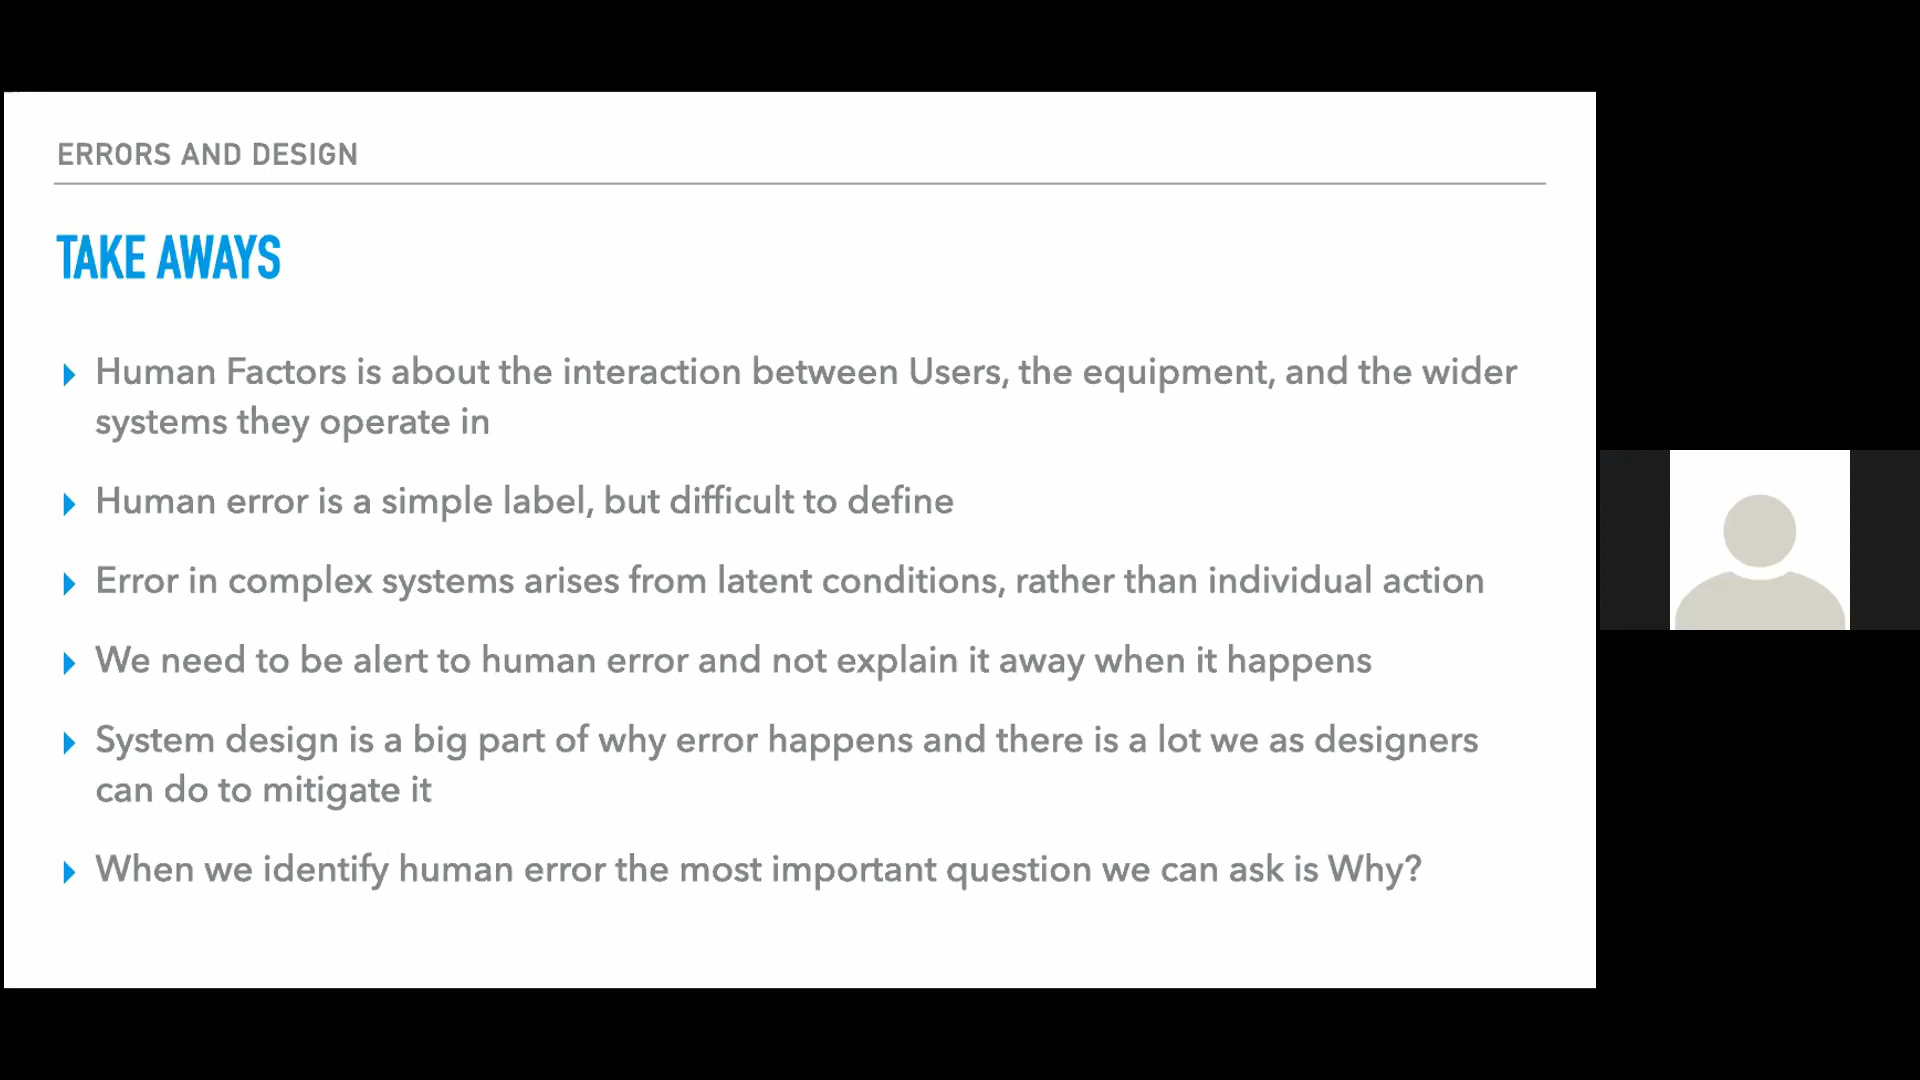 ERRORS AND DESIGN
TAKE AWAYS
Human Factors is about the interaction between Users, the equipment, and the wider
systems they operate in
Human error is a simple label, but difficult to define
Error in complex systems arises from latent conditions, rather than individual action
We need to be alert to human error and not explain it away when it happens
System design is a big part of why error happens and there is a lot we as designers
can do to mitigate it
When we identify human error the most important question we can ask is Why?